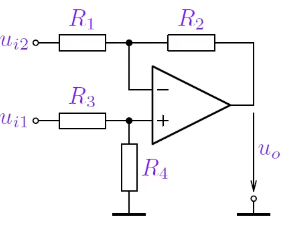 R₁ R₂
uᵢ₂
−
R₃
uᵢ₁
+
R₄
uₒ